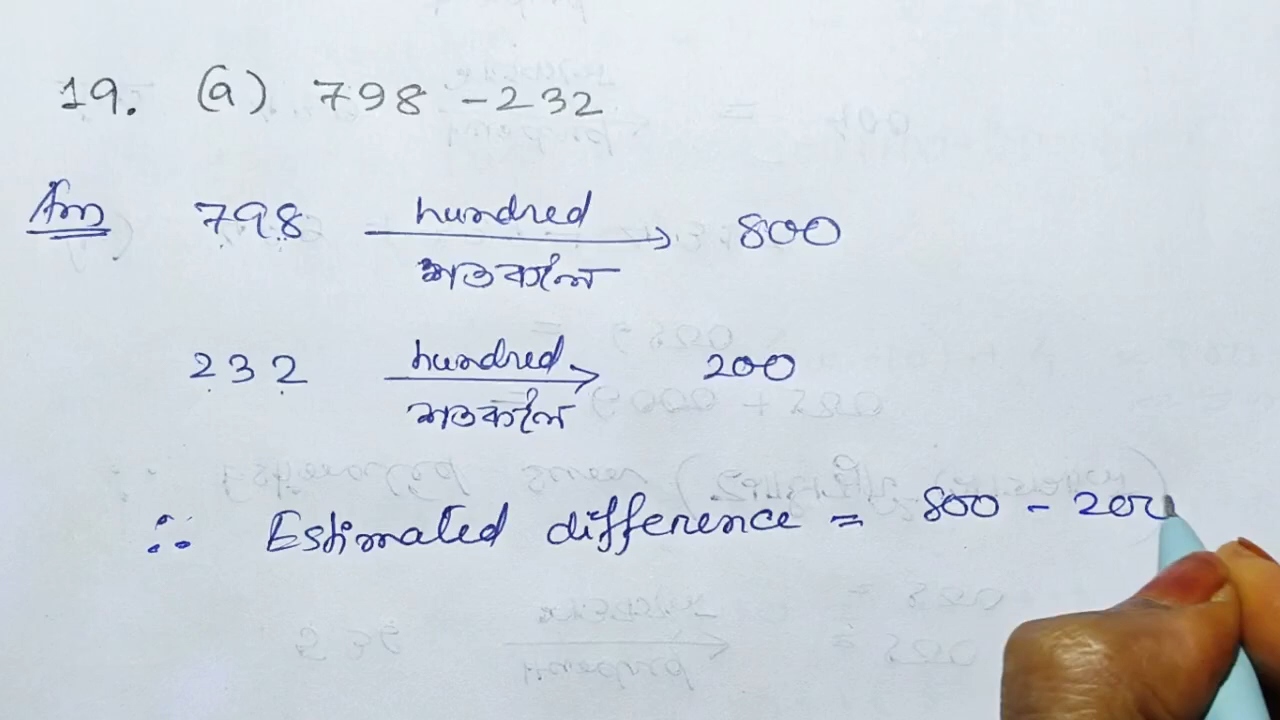 19. (a) 798 - 232
Ans 798 hundred 800
শতকলৈ
232 hundred 200
শতকলৈ
∴ Estimated difference = 800 - 200